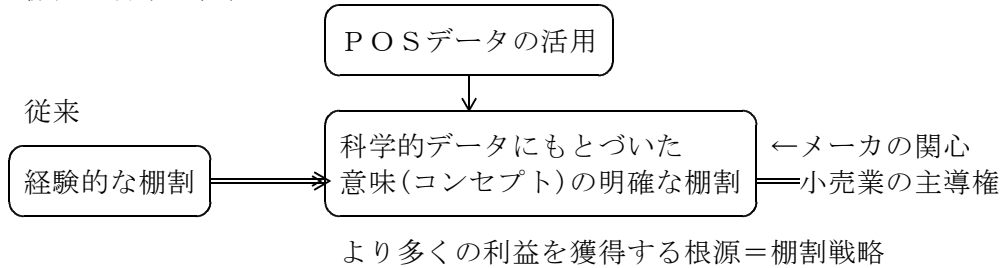 ＰＯＳデータの活用
従来
科学的データにもとづいた
←メーカの関心
経験的な棚割
意味(コンセプト)の明確な棚割
小売業の主導権
より多くの利益を獲得する根源＝棚割戦略